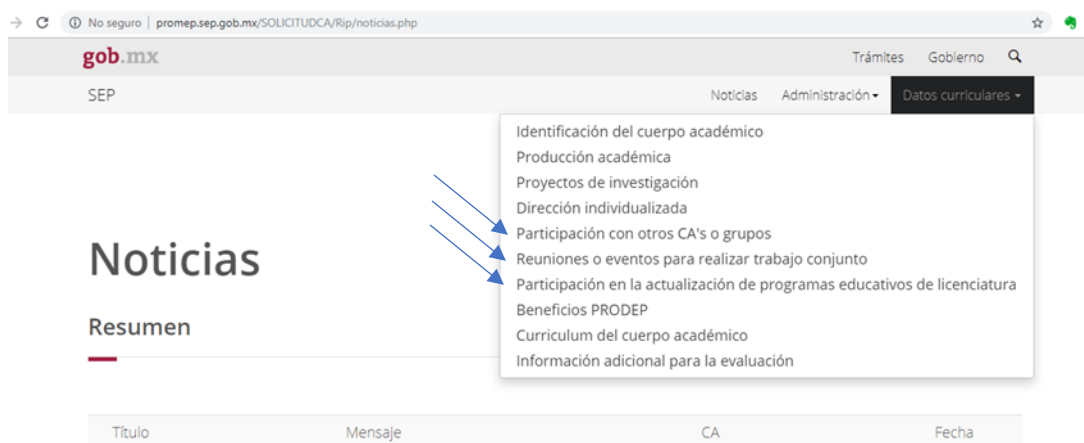 No seguro | promep.sep.gob.mx/SOLICITUDCA/Rip/noticias.php
gob.mx
Trámites Gobierno
SEP
Noticias Administración Datos curriculares
Identificación del cuerpo académico
Producción académica
Proyectos de investigación
Dirección individualizada
Participación con otros CA's o grupos
Reuniones o eventos para realizar trabajo conjunto
Participación en la actualización de programas educativos de licenciatura
Beneficios PRODEP
Curriculum del cuerpo académico
Información adicional para la evaluación
Noticias
Resumen
Título Mensaje CA Fecha